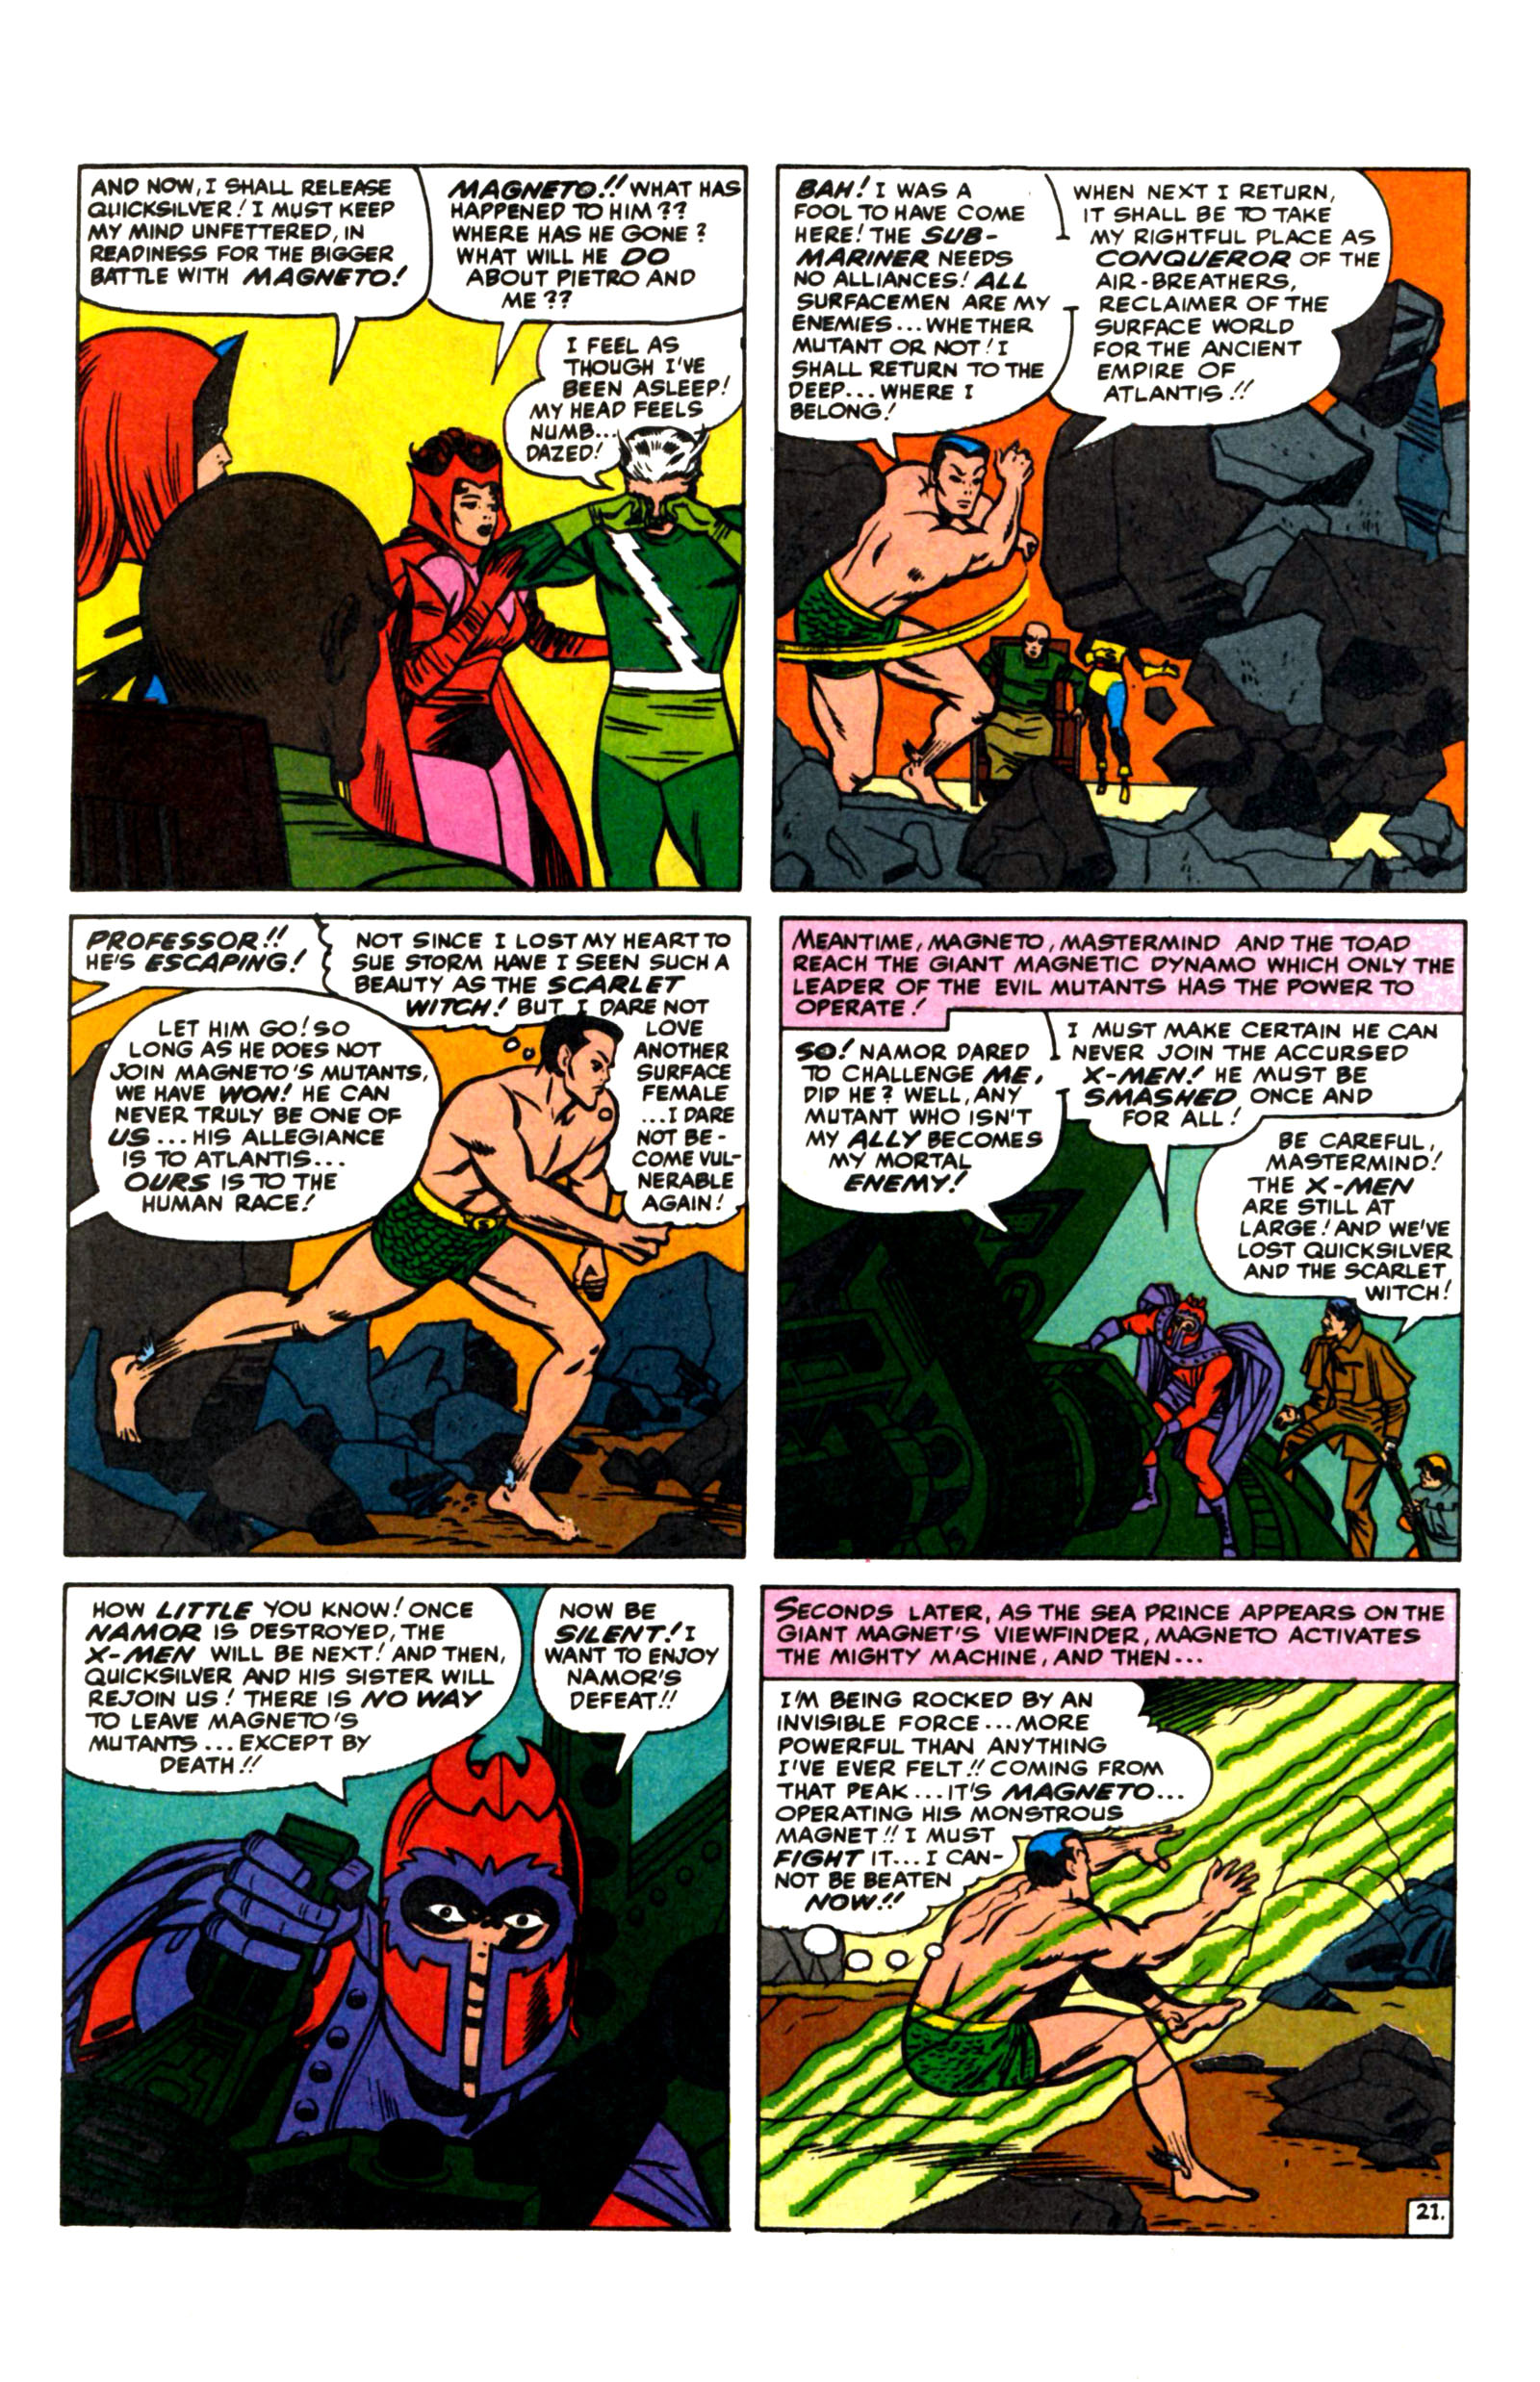 AND NOW, I SHALL RELEASE
QUICKSILVER! I MUST KEEP
MY MIND UNFETTERED, IN
READINESS FOR THE BIGGER
BATTLE WITH MAGNETO!
MAGNETO!! WHAT HAS
HAPPENED TO HIM??
WHERE HAS HE GONE?
WHAT WILL HE DO
ABOUT PIETRO AND
ME??
I FEEL AS
THOUGH I'VE
BEEN ASLEEP!
MY HEAD FEELS
NUMB...
DAZED!
BAH! I WAS A
FOOL TO HAVE COME
HERE! THE SUB-
MARINER NEEDS
NO ALLIANCES! ALL
SURFACEMEN ARE MY
ENEMIES... WHETHER
MUTANT OR NOT! I
SHALL RETURN TO THE
DEEP... WHERE I
BELONG!
WHEN NEXT I RETURN,
IT SHALL BE TO TAKE
MY RIGHTFUL PLACE AS
CONQUEROR OF THE
AIR-BREATHERS,
RECLAIMER OF THE
SURFACE WORLD
FOR THE ANCIENT
EMPIRE OF
ATLANTIS!!
PROFESSOR!!
HE'S ESCAPING!
LET HIM GO! SO
LONG AS HE DOES NOT
JOIN MAGNETO'S MUTANTS,
WE HAVE WON! HE CAN
NEVER TRULY BE ONE OF
US... HIS ALLEGIANCE
IS TO ATLANTIS...
OURS IS TO THE
HUMAN RACE!
NOT SINCE I LOST MY HEART TO
SUE STORM HAVE I SEEN SUCH A
BEAUTY AS THE SCARLET
WITCH! BUT I DARE NOT
LOVE
ANOTHER
SURFACE
FEMALE
...I DARE
NOT BE-
COME VUL-
NERABLE
AGAIN!
MEANTIME, MAGNETO, MASTERMIND AND THE TOAD
REACH THE GIANT MAGNETIC DYNAMO WHICH ONLY THE
LEADER OF THE EVIL MUTANTS HAS THE POWER TO
OPERATE!
SO! NAMOR DARED
TO CHALLENGE ME,
DID HE? WELL, ANY
MUTANT WHO ISN'T
MY ALLY BECOMES
MY MORTAL
ENEMY!
I MUST MAKE CERTAIN HE CAN
NEVER JOIN THE ACCURSED
X-MEN! HE MUST BE
SMASHED ONCE AND
FOR ALL!
BE CAREFUL,
MASTERMIND!
THE X-MEN
ARE STILL AT
LARGE! AND WE'VE
LOST QUICKSILVER
AND THE SCARLET
WITCH!
HOW LITTLE YOU KNOW! ONCE
NAMOR IS DESTROYED, THE
X-MEN WILL BE NEXT! AND THEN,
QUICKSILVER AND HIS SISTER WILL
REJOIN US! THERE IS NO WAY
TO LEAVE MAGNETO'S
MUTANTS... EXCEPT BY
DEATH!!
NOW BE
SILENT! I
WANT TO ENJOY
NAMOR'S
DEFEAT!!
SECONDS LATER, AS THE SEA PRINCE APPEARS ON THE
GIANT MAGNET'S VIEWFINDER, MAGNETO ACTIVATES
THE MIGHTY MACHINE, AND THEN...
I'M BEING ROCKED BY AN
INVISIBLE FORCE... MORE
POWERFUL THAN ANYTHING
I'VE EVER FELT!! COMING FROM
THAT PEAK... IT'S MAGNETO...
OPERATING HIS MONSTROUS
MAGNET!! I MUST
FIGHT IT... I CAN-
NOT BE BEATEN
NOW!!
21.